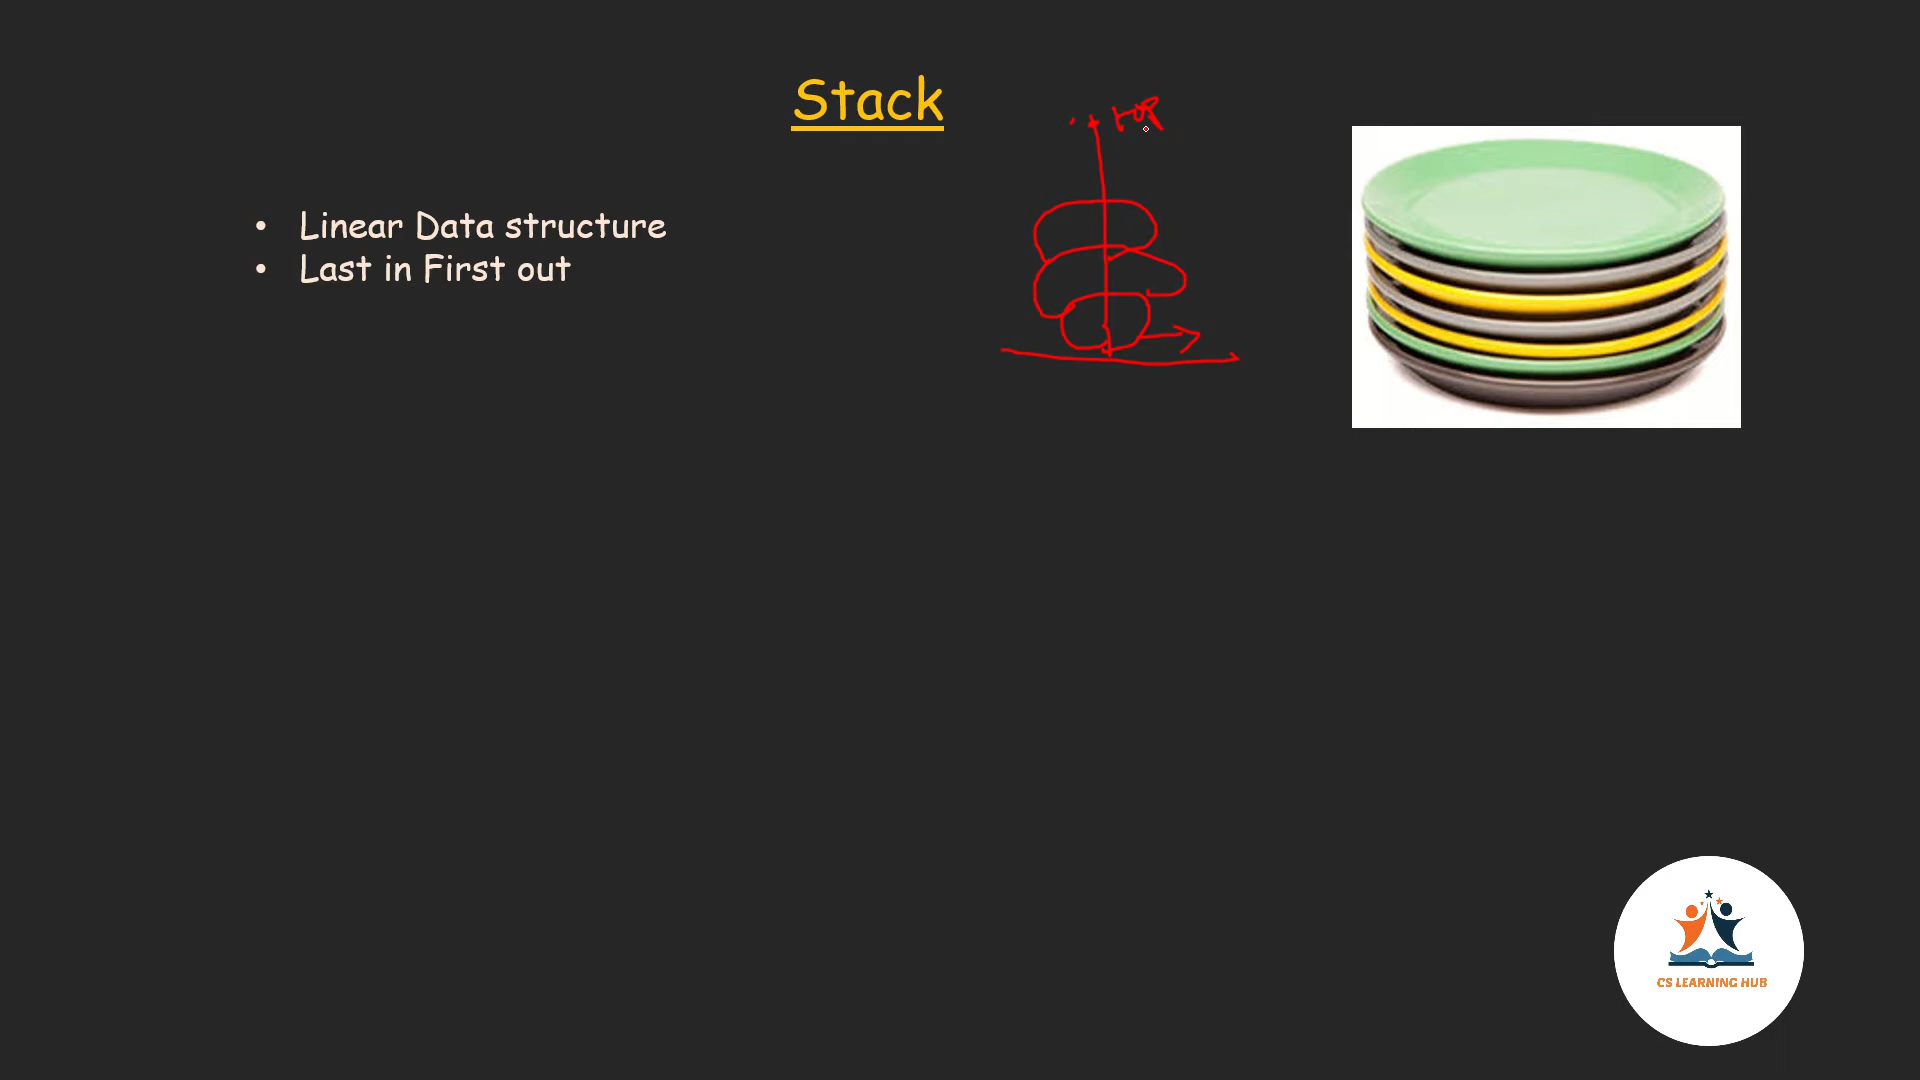 Stack
top
• Linear Data structure
• Last in First out
CS LEARNING HUB